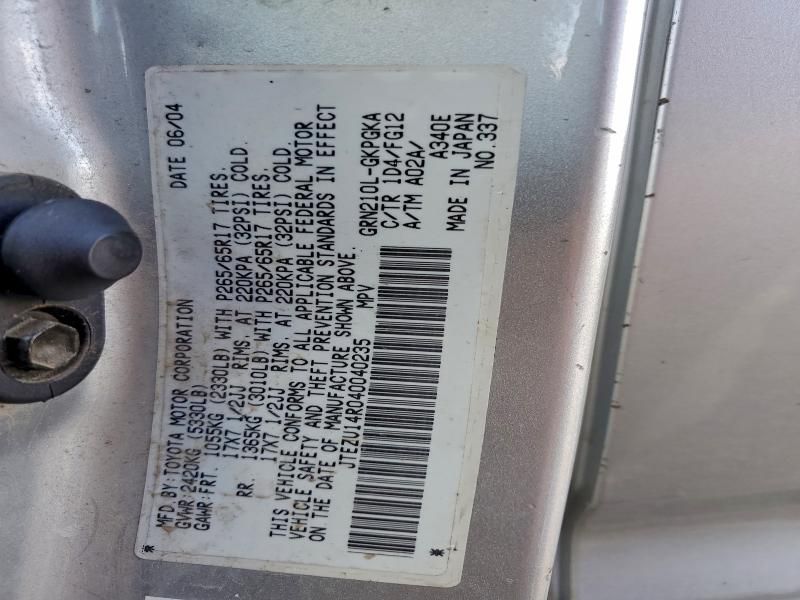 MFD BY:TOYOTA MOTOR CORPORATION DATE 06/04
GVWR:2420KG (5330LB)
GAWR:FRT. 1055KG (2330LB) WITH P265/65R17 TIRES.
17X7 1/2JJ RIMS, AT 220KPA (32PSI) COLD.
RR. 1365KG (3010LB) WITH P265/65R17 TIRES.
17X7 1/2JJ RIMS, AT 220KPA (32PSI) COLD.
THIS VEHICLE CONFORMS TO ALL APPLICABLE FEDERAL MOTOR
VEHICLE SAFETY AND THEFT PREVENTION STANDARDS IN EFFECT
ON THE DATE OF MANUFACTURE SHOWN ABOVE.
JTEZU14R040040235 MPV
GRN210L-GKPGKA
C/TR 1D4/FG12
A/TM A02A/ A340E
MADE IN JAPAN
NO.337